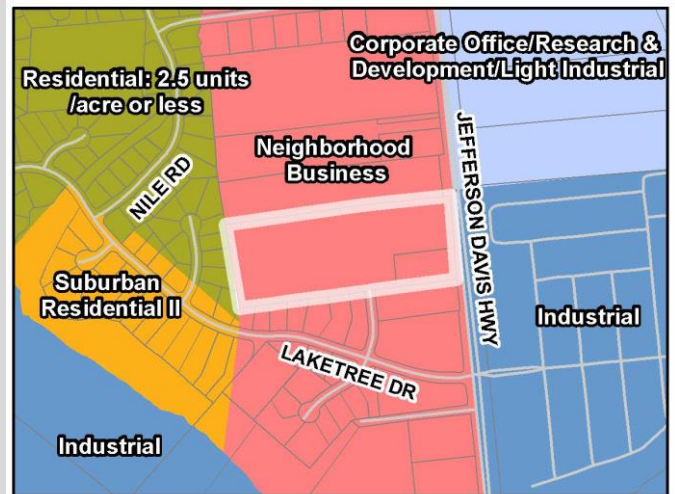 Residential: 2.5 units
/acre or less
Corporate Office/Research &
Development/Light Industrial
Neighborhood
Business
NILE RD
JEFFERSON DAVIS HWY
Suburban
Residential II
Industrial
LAKETREE DR
Industrial